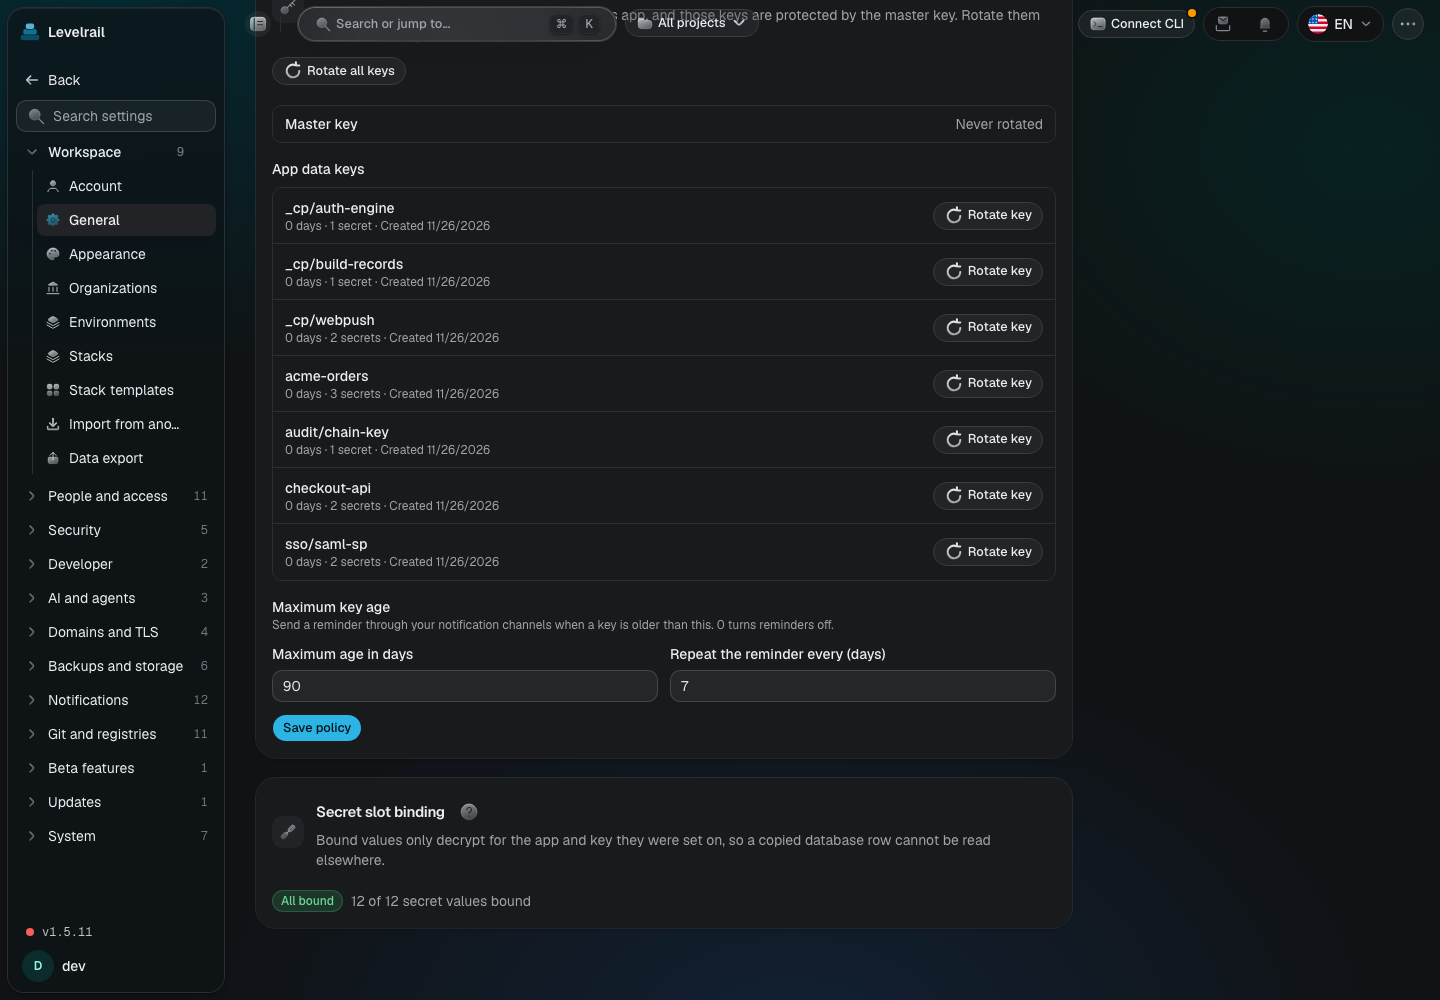 Levelrail
Search or jump to...
⌘ K
s app, and those keys are protected by the master key. Rotate them
All projects
Connect CLI
EN
Back
Search settings
Workspace 9
Account
General
Appearance
Organizations
Environments
Stacks
Stack templates
Import from ano...
Data export
People and access 11
Security 5
Developer 2
AI and agents 3
Domains and TLS 4
Backups and storage 6
Notifications 12
Git and registries 11
Beta features 1
Updates 1
System 7
v1.5.11
D dev
Rotate all keys
Master key Never rotated
App data keys
_cp/auth-engine
0 days · 1 secret · Created 11/26/2026
Rotate key
_cp/build-records
0 days · 1 secret · Created 11/26/2026
Rotate key
_cp/webpush
0 days · 2 secrets · Created 11/26/2026
Rotate key
acme-orders
0 days · 3 secrets · Created 11/26/2026
Rotate key
audit/chain-key
0 days · 1 secret · Created 11/26/2026
Rotate key
checkout-api
0 days · 2 secrets · Created 11/26/2026
Rotate key
sso/saml-sp
0 days · 2 secrets · Created 11/26/2026
Rotate key
Maximum key age
Send a reminder through your notification channels when a key is older than this. 0 turns reminders off.
Maximum age in days
90
Repeat the reminder every (days)
7
Save policy
Secret slot binding ?
Bound values only decrypt for the app and key they were set on, so a copied database row cannot be read
elsewhere.
All bound 12 of 12 secret values bound